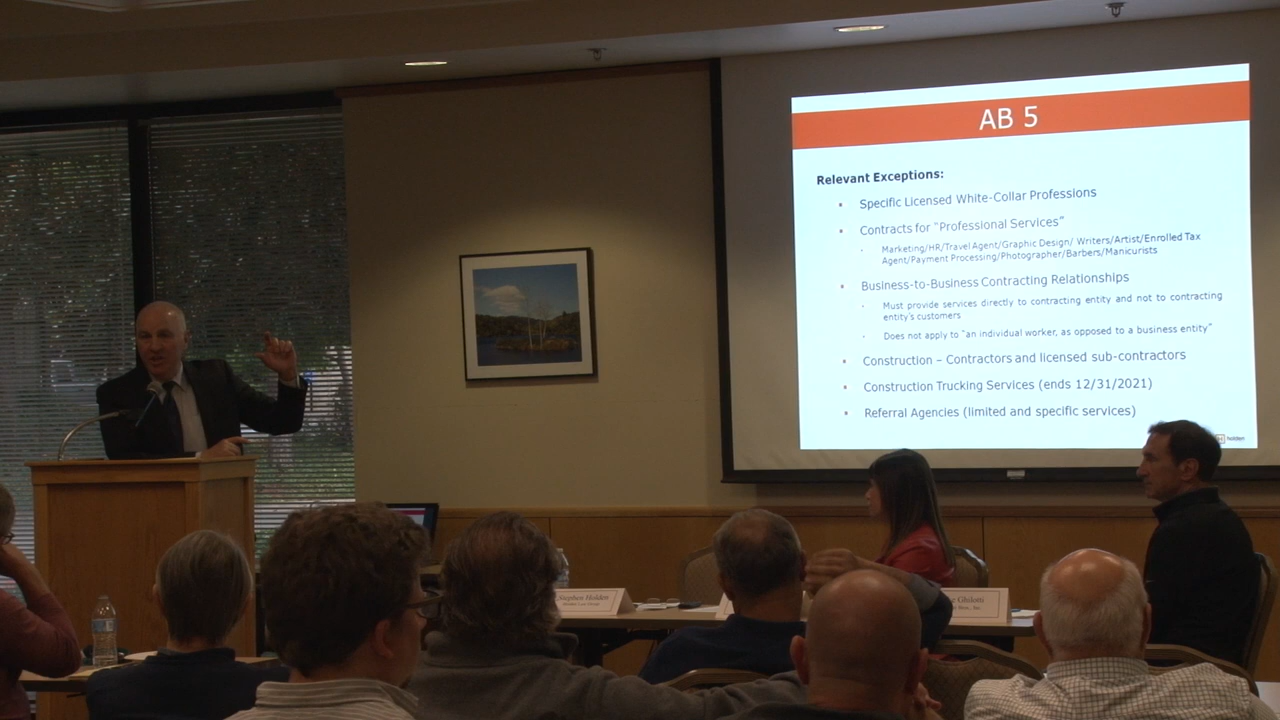 AB 5
Relevant Exceptions:
• Specific Licensed White-Collar Professions
• Contracts for "Professional Services"
• Marketing/HR/Travel Agent/Graphic Design/ Writers/Artist/Enrolled Tax
Agent/Payment Processing/Photographer/Barbers/Manicurists
• Business-to-Business Contracting Relationships
• Must provide services directly to contracting entity and not to contracting
entity's customers
• Does not apply to "an individual worker, as opposed to a business entity"
• Construction – Contractors and licensed sub-contractors
• Construction Trucking Services (ends 12/31/2021)
• Referral Agencies (limited and specific services)
holden
Stephen Holden
Ghilotti